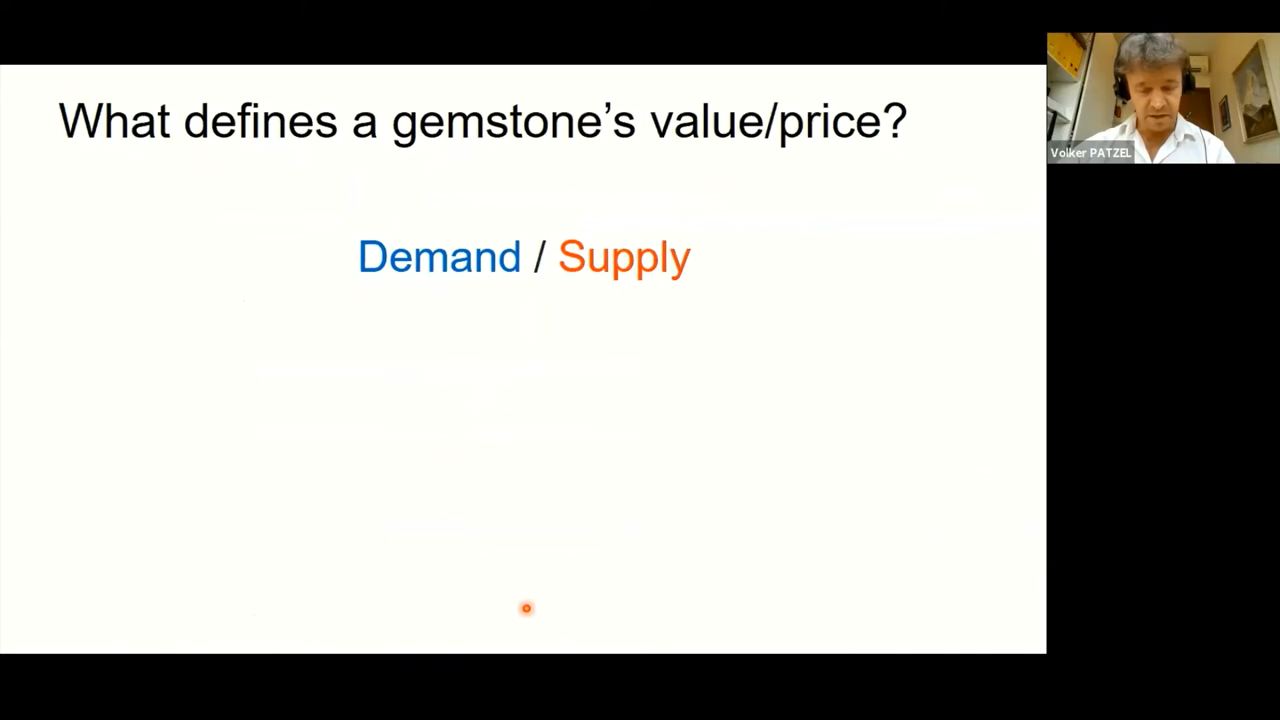 What defines a gemstone’s value/price?
Demand / Supply
Volker PATZEL